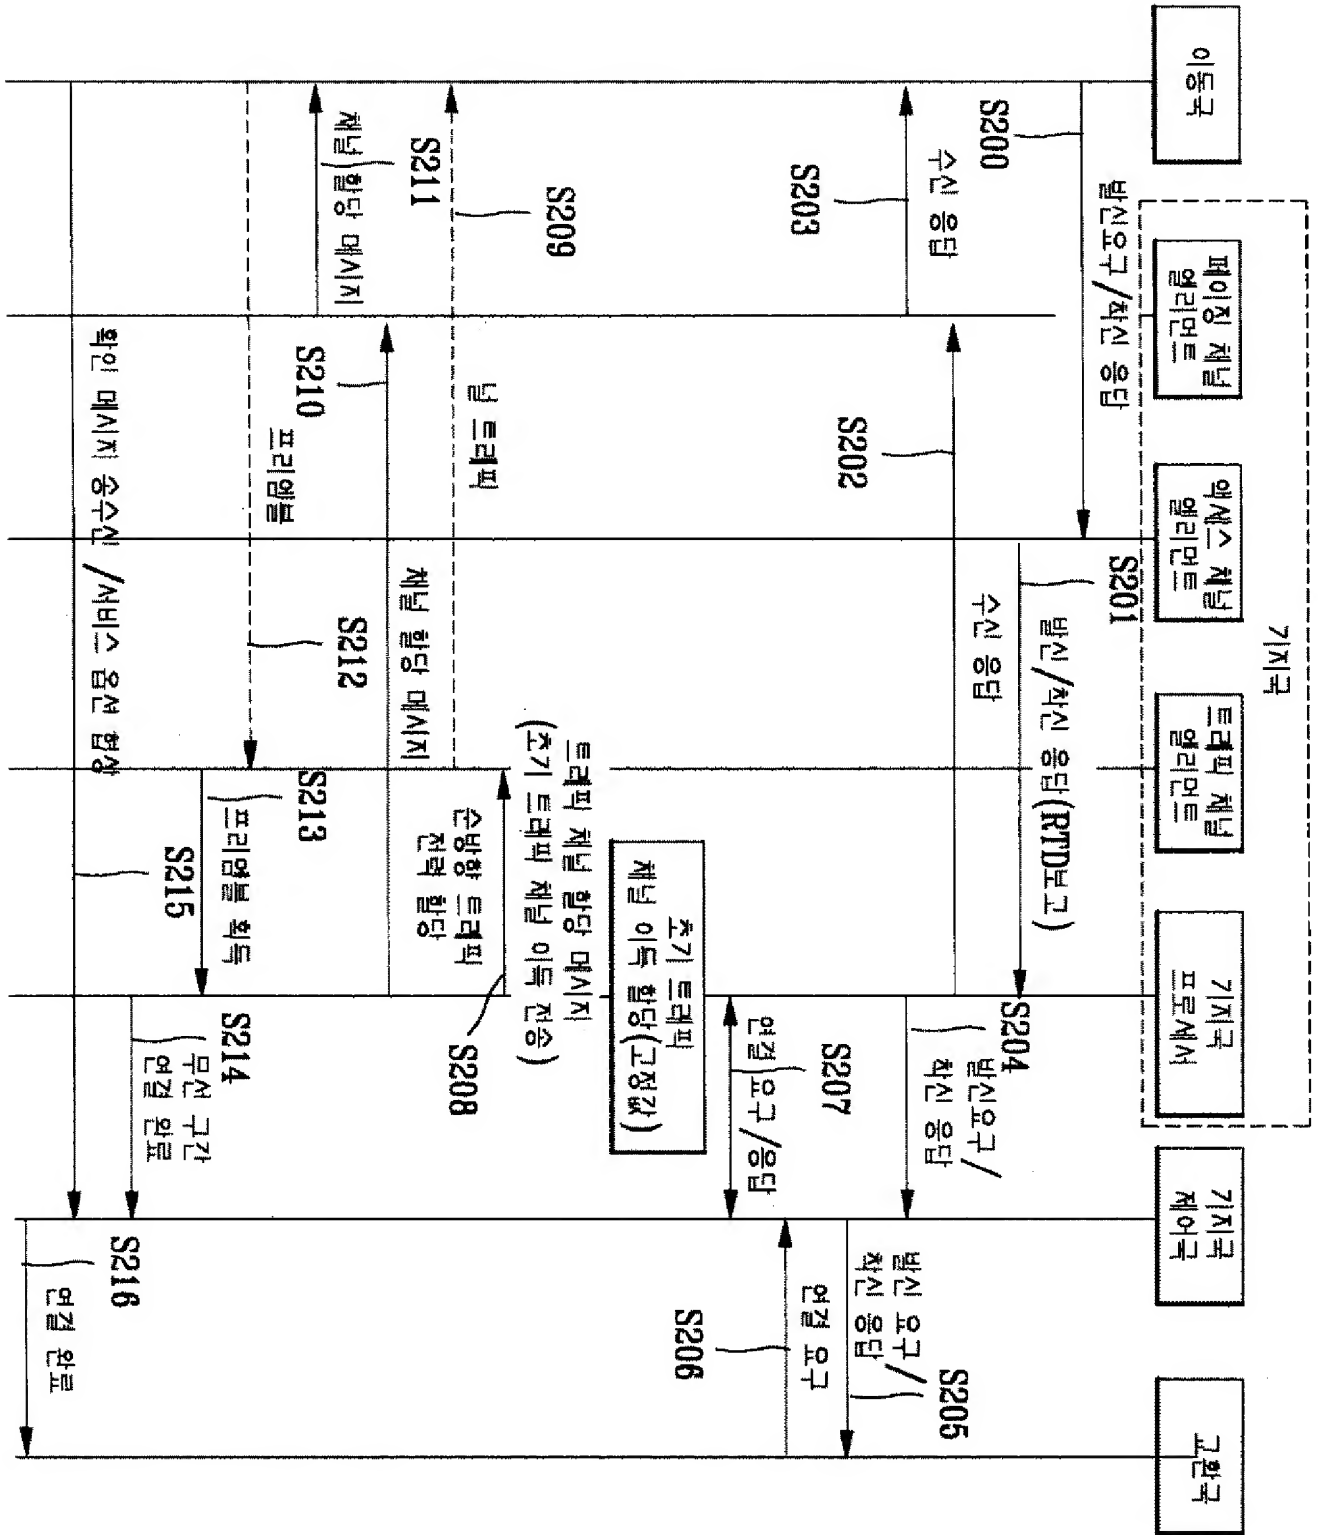 기지국
이동국
페이징 채널
엘리먼트
액세스 채널
엘리먼트
트래픽 채널
엘리먼트
기지국
프로세서
기지국
제어국
교환국
S200
발신요구/착신 응답
S201
발신/착신 응답(RTD보고)
S202
수신 응답
S203
수신 응답
S204
발신요구/
착신 응답
S205
발신 요구/
착신 응답
S206
연결 요구
S207
연결 요구/응답
초기 트래픽
채널 이득 할당(고정값)
트래픽 채널 할당 메시지
(초기 트래픽 채널 이득 전송)
S208
순방향 트래픽
전력 할당
S209
널 트래픽
S210
채널 할당 메시지
S211
채널 할당 메시지
S212
프리엠블
S213
프리앰블 획득
S214
무선 구간
연결 완료
S215
확인 메시지 송수신/서비스 옵션 협상
S216
연결 완료